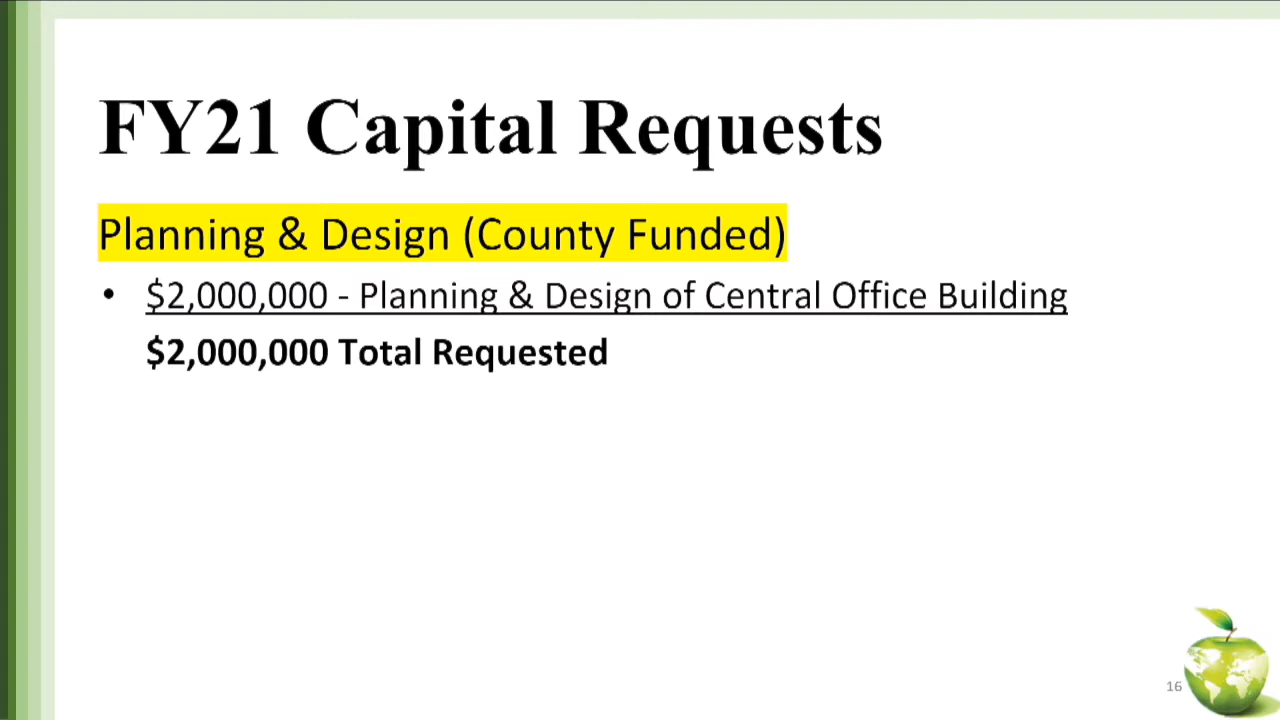 FY21 Capital Requests
Planning & Design (County Funded)
• $2,000,000 - Planning & Design of Central Office Building
$2,000,000 Total Requested
16